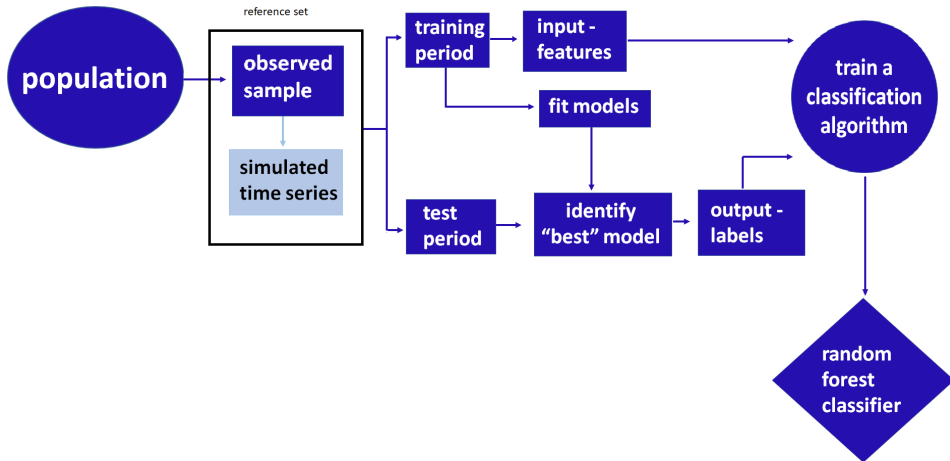 reference set
population
observed
sample
simulated
time series
training
period
input -
features
fit models
test
period
identify
“best” model
output -
labels
train a
classification
algorithm
random
forest
classifier